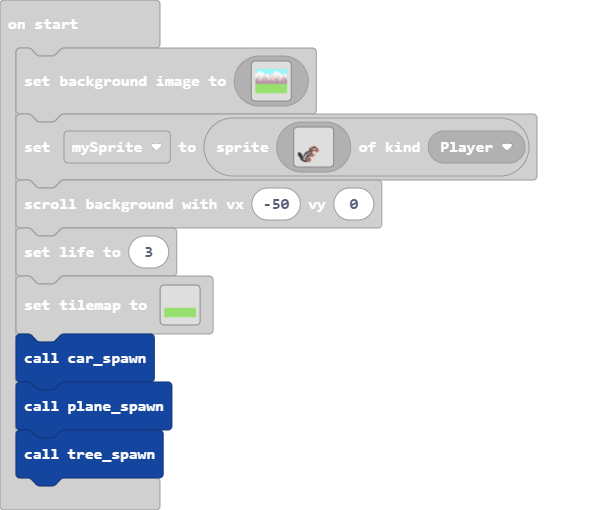 on start
set background image to
set mySprite to sprite of kind Player
scroll background with vx -50 vy 0
set life to 3
set tilemap to
call car_spawn
call plane_spawn
call tree_spawn